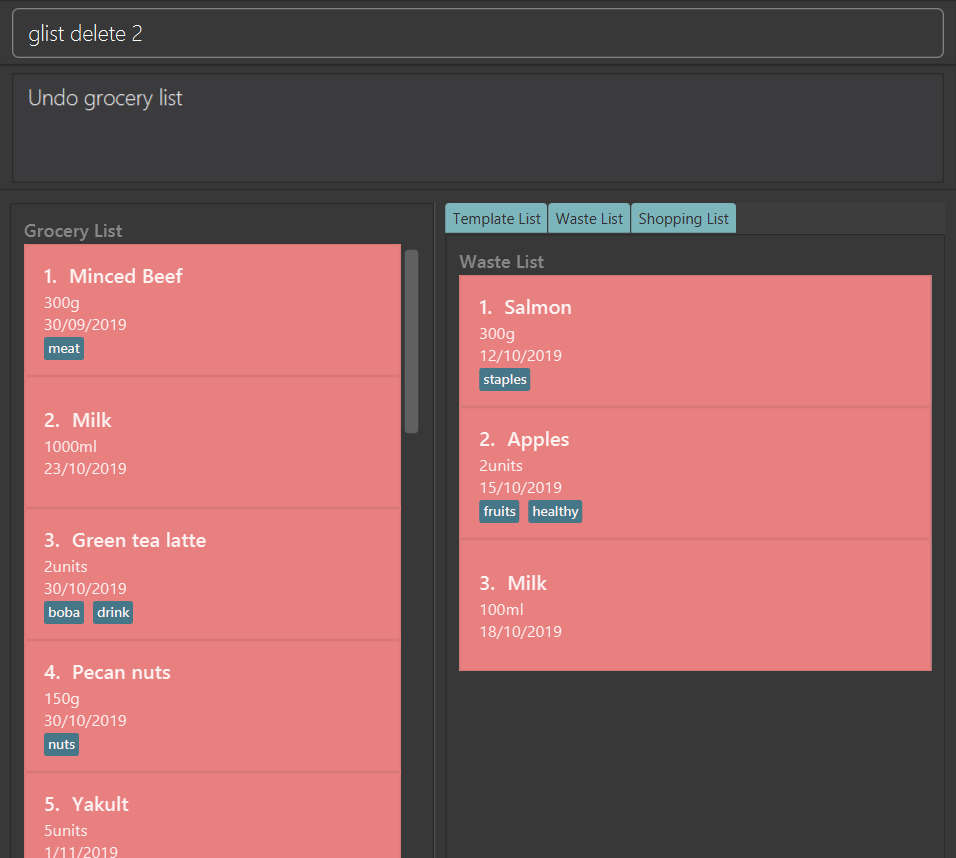 glist delete 2
Undo grocery list
Grocery List
1. Minced Beef
300g
30/09/2019
meat
2. Milk
1000ml
23/10/2019
3. Green tea latte
2units
30/10/2019
boba drink
4. Pecan nuts
150g
30/10/2019
nuts
5. Yakult
5units
1/11/2019
Template List Waste List Shopping List
Waste List
1. Salmon
300g
12/10/2019
staples
2. Apples
2units
15/10/2019
fruits healthy
3. Milk
100ml
18/10/2019